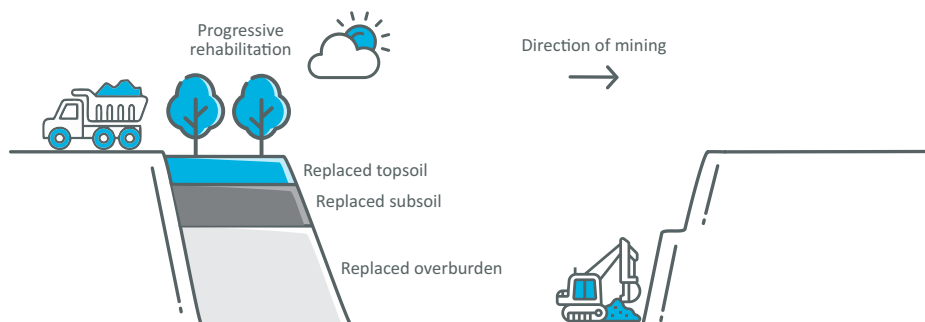 Progressive
rehabilitation
Direction of mining
Replaced topsoil
Replaced subsoil
Replaced overburden